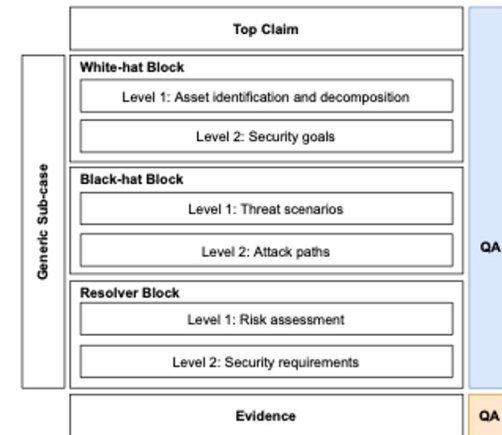 Top Claim
White-hat Block
Level 1: Asset identification and decomposition
Level 2: Security goals
Black-hat Block
Level 1: Threat scenarios
Level 2: Attack paths
Resolver Block
Level 1: Risk assessment
Level 2: Security requirements
Generic Sub-case
QA
Evidence
QA